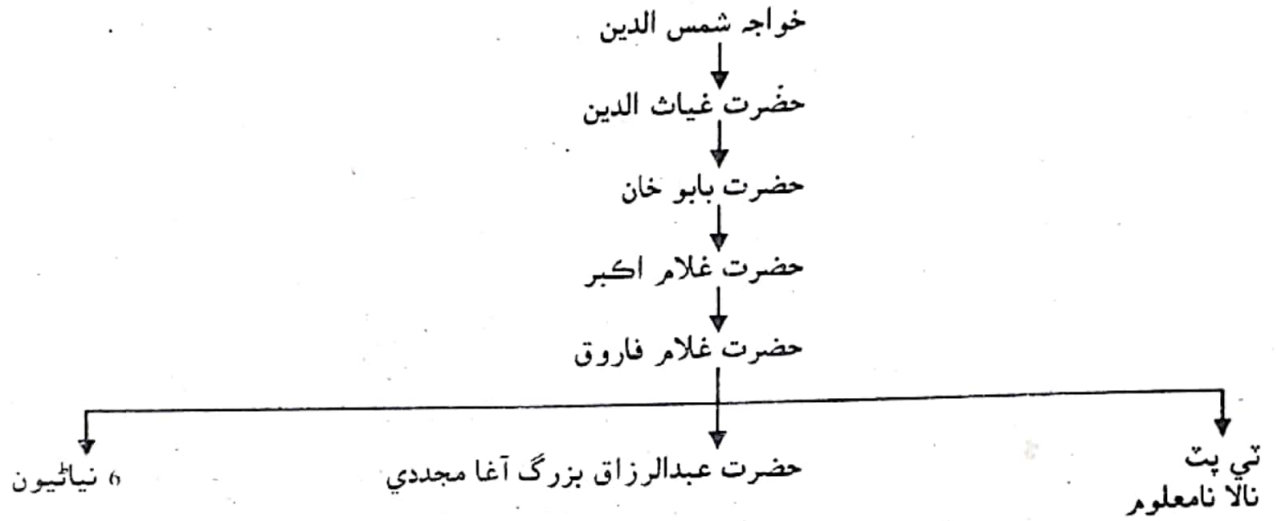 خواجہ شمس الدين
حضرت غياث الدين
حضرت بابو خان
حضرت غلام اڪبر
حضرت غلام فاروق
ٽي پٽ
نالا نامعلوم
حضرت عبدالرزاق بزرگ آغا مجددي
6 نياڻيون